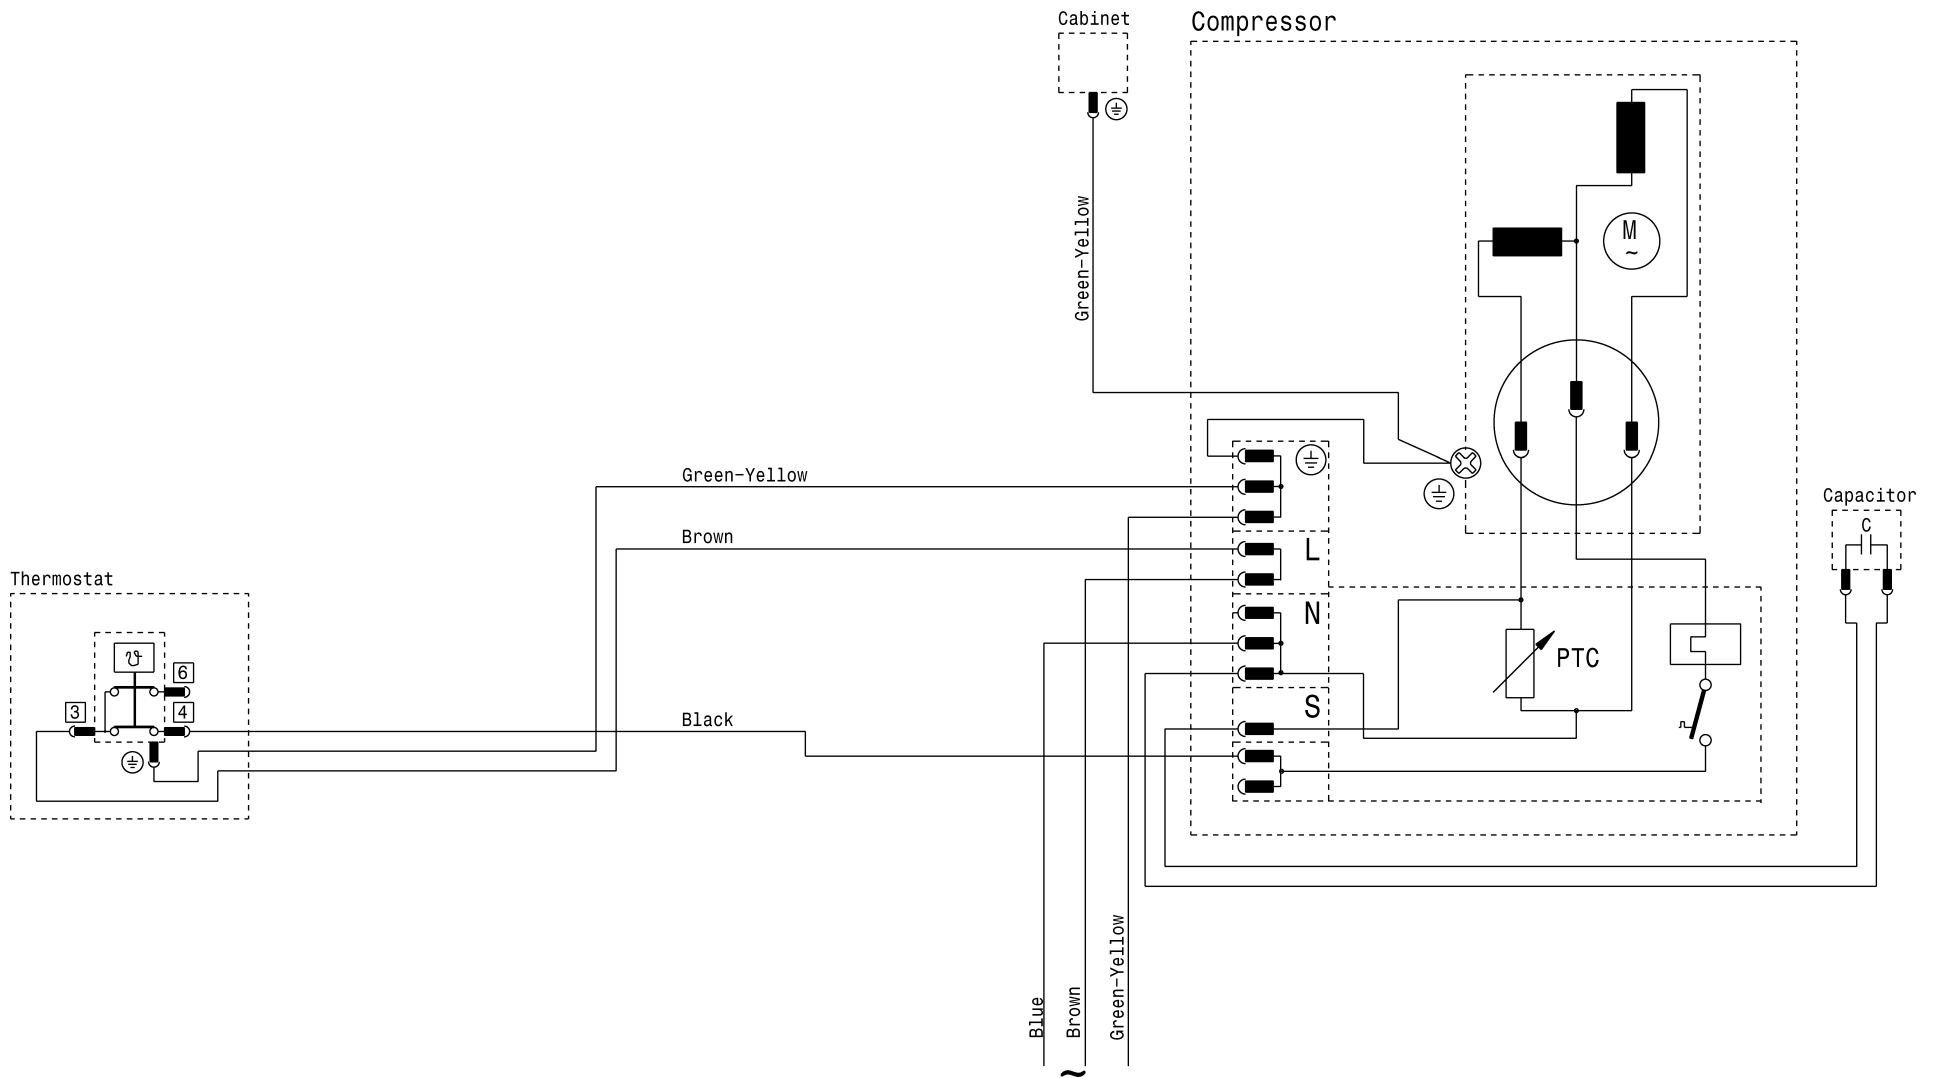 Cabinet
Compressor
M
~
Green-Yellow
Green-Yellow
Capacitor
C
Brown
L
Thermostat
N
ϑ
PTC
6
3
4
S
Black
Blue
Brown
Green-Yellow
~